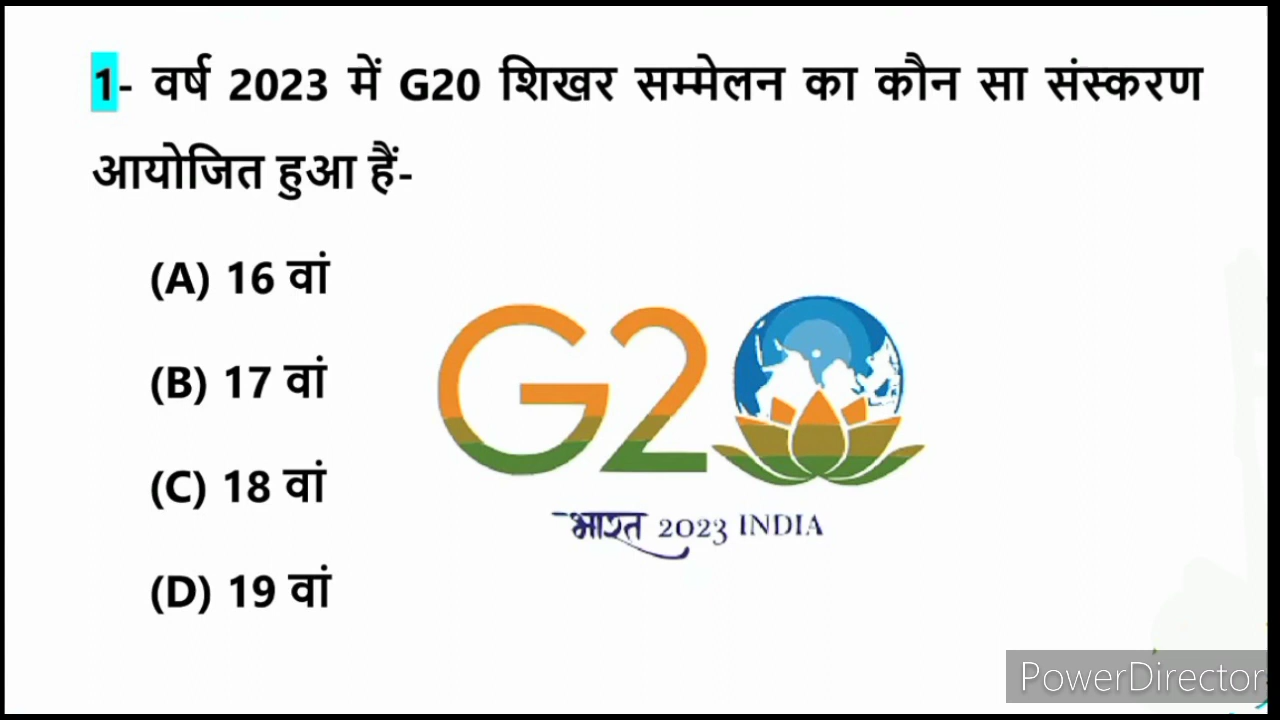 1- वर्ष 2023 में G20 शिखर सम्मेलन का कौन सा संस्करण
आयोजित हुआ हैं-
(A) 16 वां
(B) 17 वां
(C) 18 वां
(D) 19 वां
G20
भारत 2023 INDIA
PowerDirector